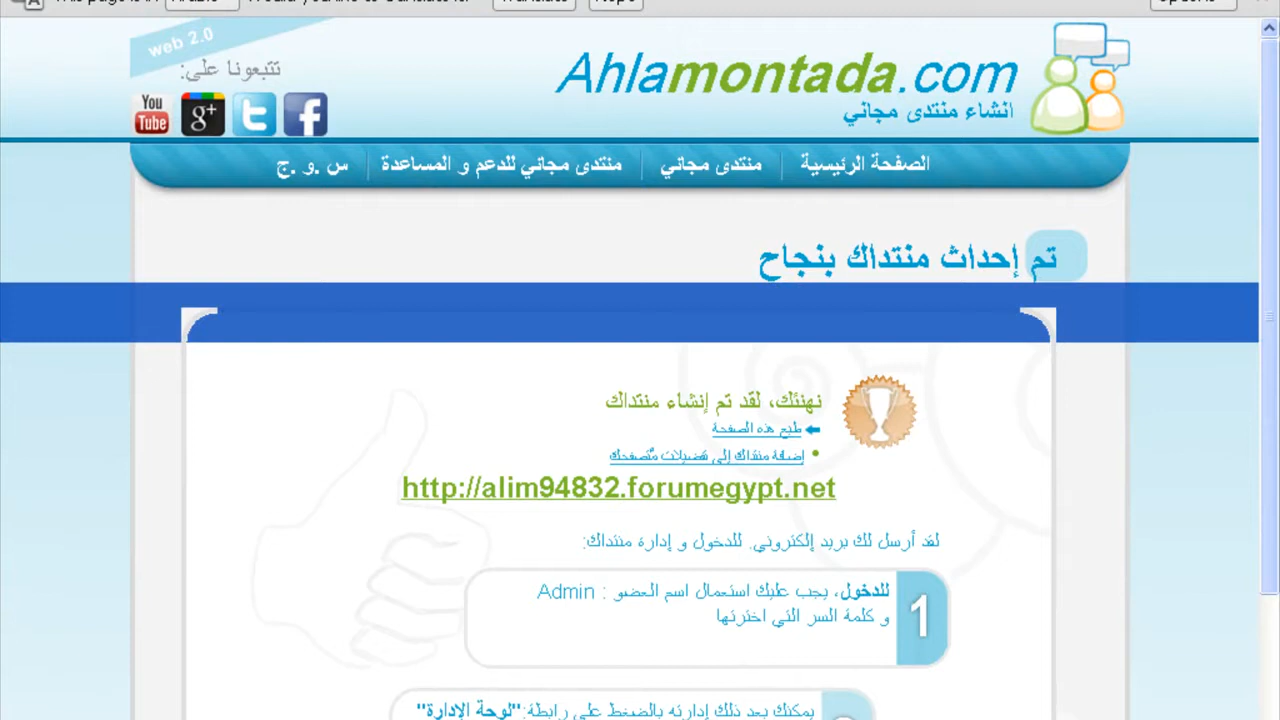 web 2.0
تتبعونا على:
You Tube
g+
Ahlamontada.com
انشاء منتدى مجاني
الصفحة الرئيسية
منتدى مجاني
منتدى مجاني للدعم و المساعدة
س .و .ج
تم إحداث منتداك بنجاح
نهنئك، لقد تم إنشاء منتداك
طبع هذه الصفحة
إضافة منتداك إلى تفضيلات متصفحك
http://alim94832.forumegypt.net
لقد أرسل لك بريد إلكتروني. للدخول و إدارة منتداك:
1
للدخول، يجب عليك استعمال اسم العضو : Admin
و كلمة السر التي اخترتها
يمكنك بعد ذلك إدارته بالضغط على رابطة:"لوحة الإدارة"